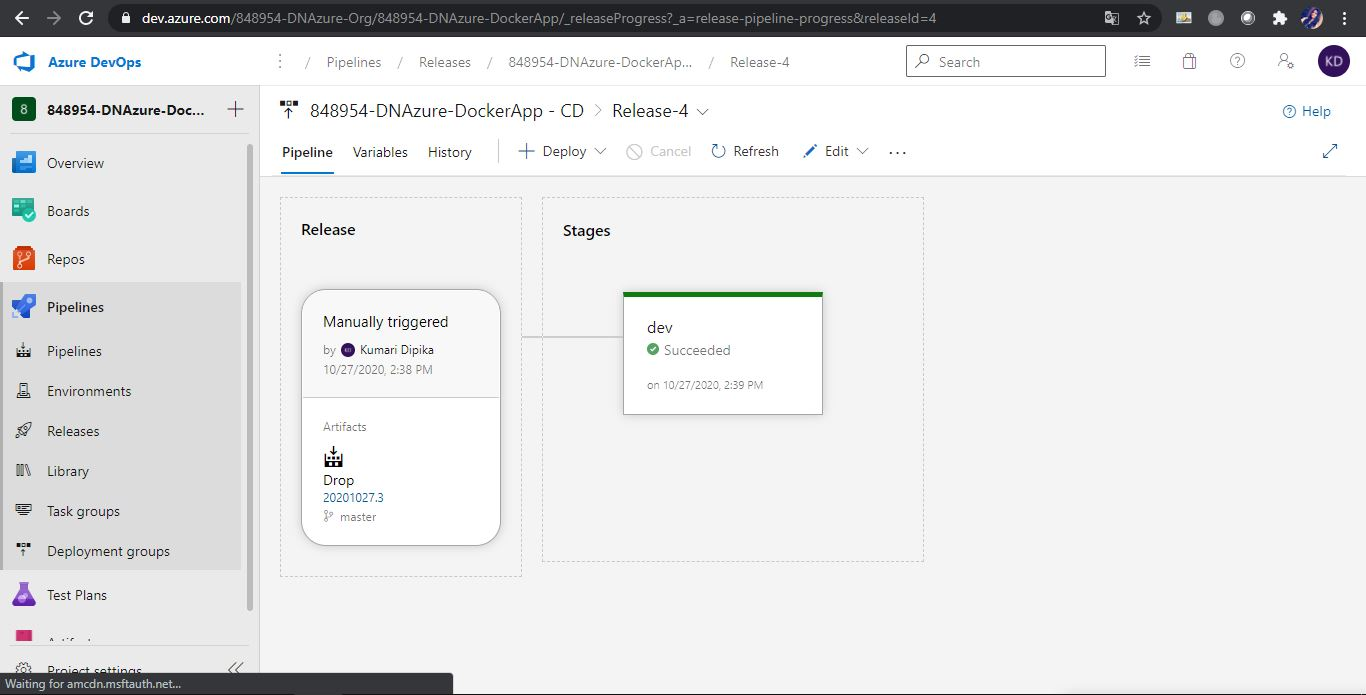 dev.azure.com/848954-DNAzure-Org/848954-DNAzure-DockerApp/_releaseProgress?_a=release-pipeline-progress&releaseId=4
Azure DevOps
/ Pipelines / Releases / 848954-DNAzure-DockerAp... / Release-4
Search
KD
8 848954-DNAzure-Doc...
848954-DNAzure-DockerApp - CD > Release-4
Help
Pipeline Variables History Deploy Cancel Refresh Edit ...
Overview
Boards
Repos
Pipelines
Pipelines
Environments
Releases
Library
Task groups
Deployment groups
Test Plans
Artifacts
Project settings
Waiting for amcdn.msftauth.net...
Release
Manually triggered
by KD Kumari Dipika
10/27/2020, 2:38 PM
Artifacts
Drop
20201027.3
master
Stages
dev
Succeeded
on 10/27/2020, 2:39 PM